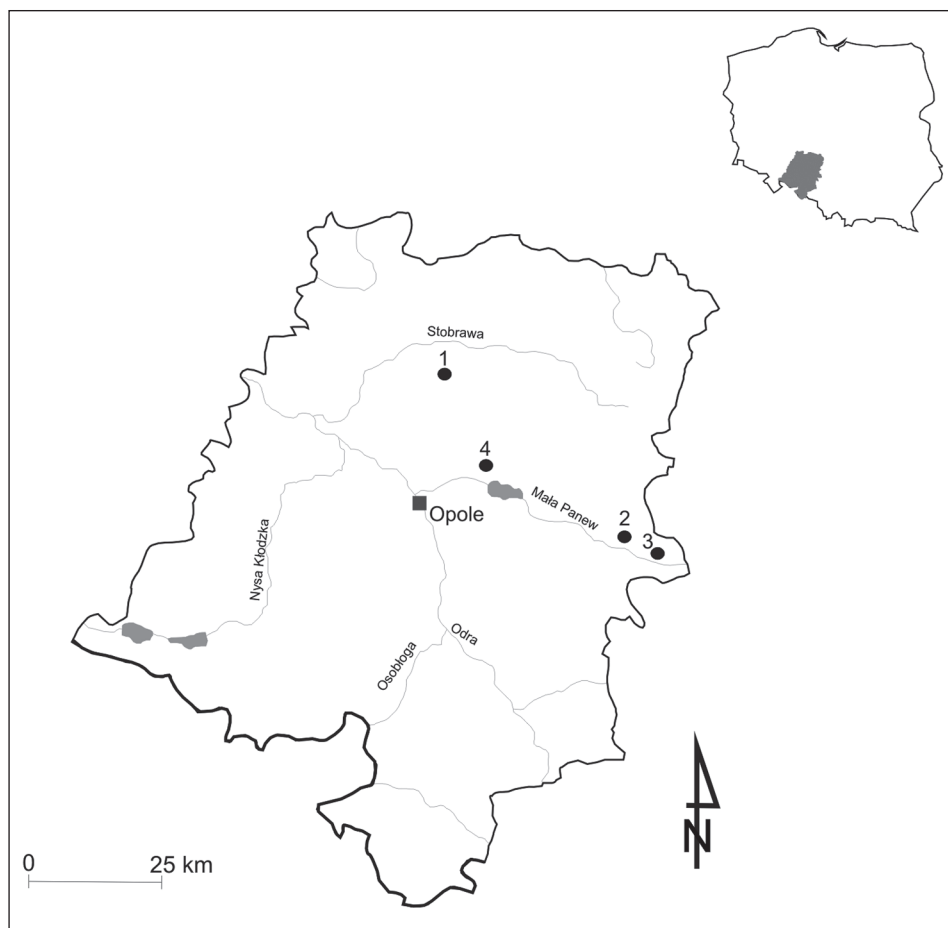 Stobrawa
1
4
Mała Panew
Opole
2
3
Nysa Kłodzka
Odra
Osobłoga
N
0
25 km